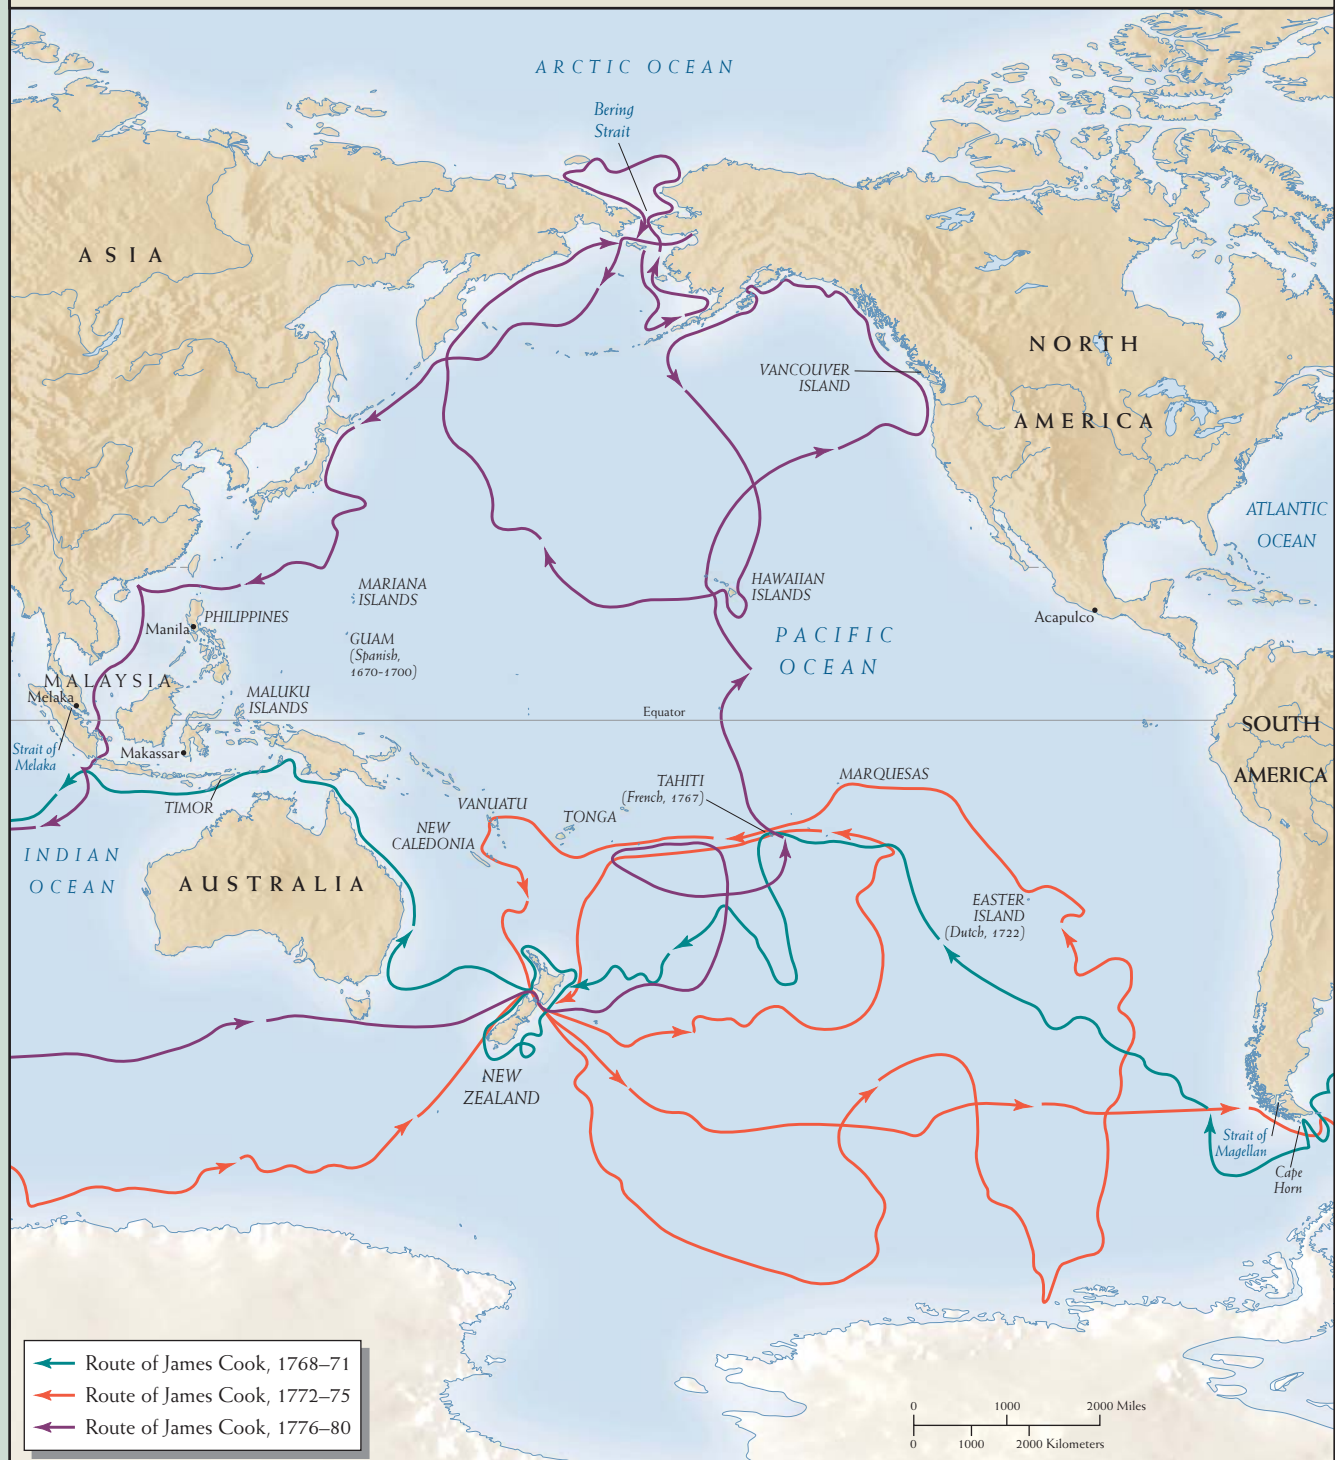 ARCTIC OCEAN
Bering
Strait
ASIA
NORTH
AMERICA
VANCOUVER
ISLAND
ATLANTIC
OCEAN
HAWAIIAN
ISLANDS
MARIANA
ISLANDS
PHILIPPINES
Manila
GUAM
(Spanish,
1670-1700)
Acapulco
PACIFIC
OCEAN
MALAYSIA
Melaka
MALUKU
ISLANDS
Equator
SOUTH
AMERICA
Strait of
Melaka
Makassar
TIMOR
TAHITI
(French, 1767)
MARQUESAS
VANUATU
TONGA
NEW
CALEDONIA
INDIAN
OCEAN
AUSTRALIA
EASTER
ISLAND
(Dutch, 1722)
NEW
ZEALAND
Strait of
Magellan
Cape
Horn
Route of James Cook, 1768–71
Route of James Cook, 1772–75
Route of James Cook, 1776–80
0 1000 2000 Miles
0 1000 2000 Kilometers